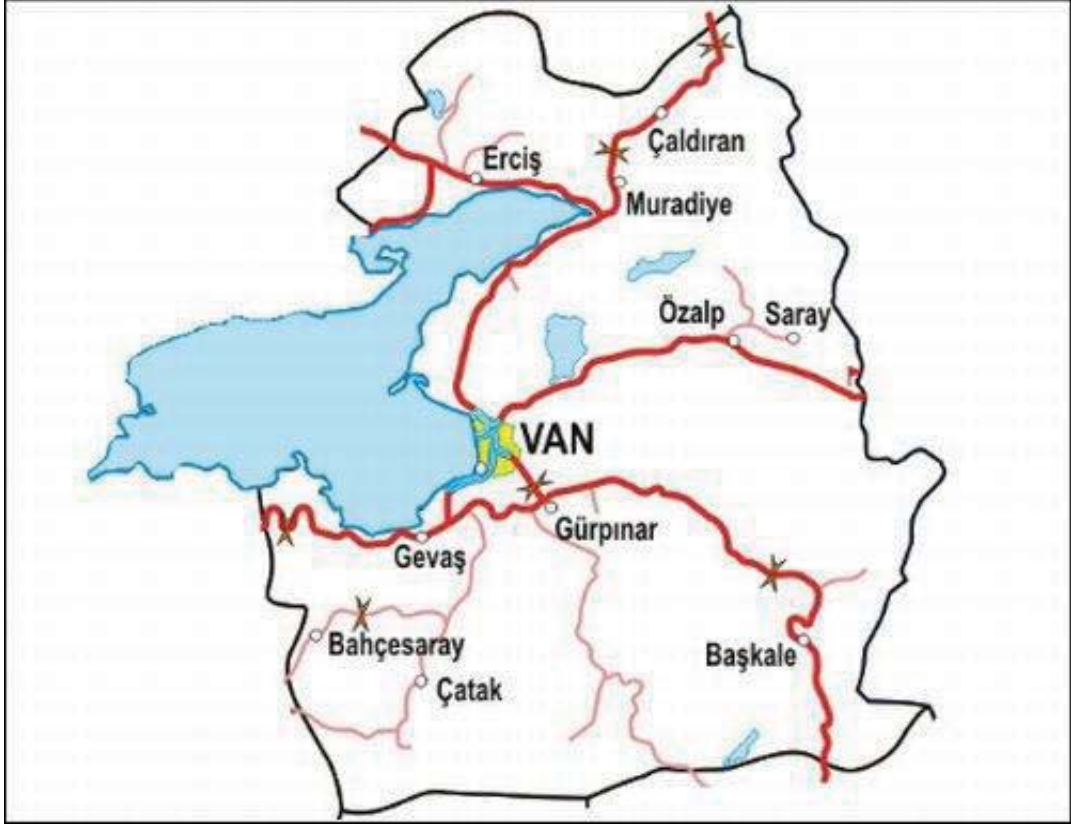 Çaldıran
Erciş
Muradiye
Özalp
Saray
VAN
Gürpınar
Gevaş
Bahçesaray
Başkale
Çatak